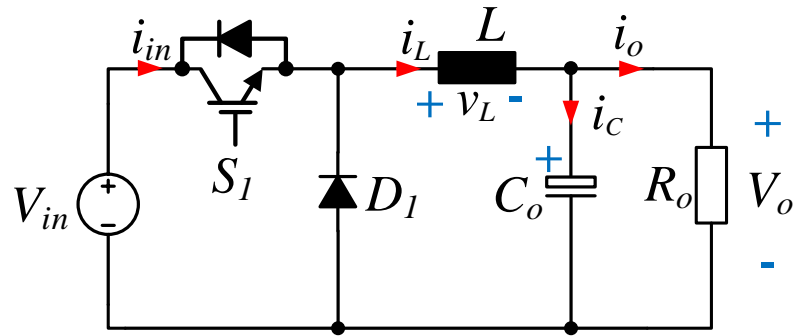 i_in
i_L
L
i_o
+
v_L
-
i_C
+
S_1
+
V_in
+
-
D_1
C_o
R_o
V_o
-